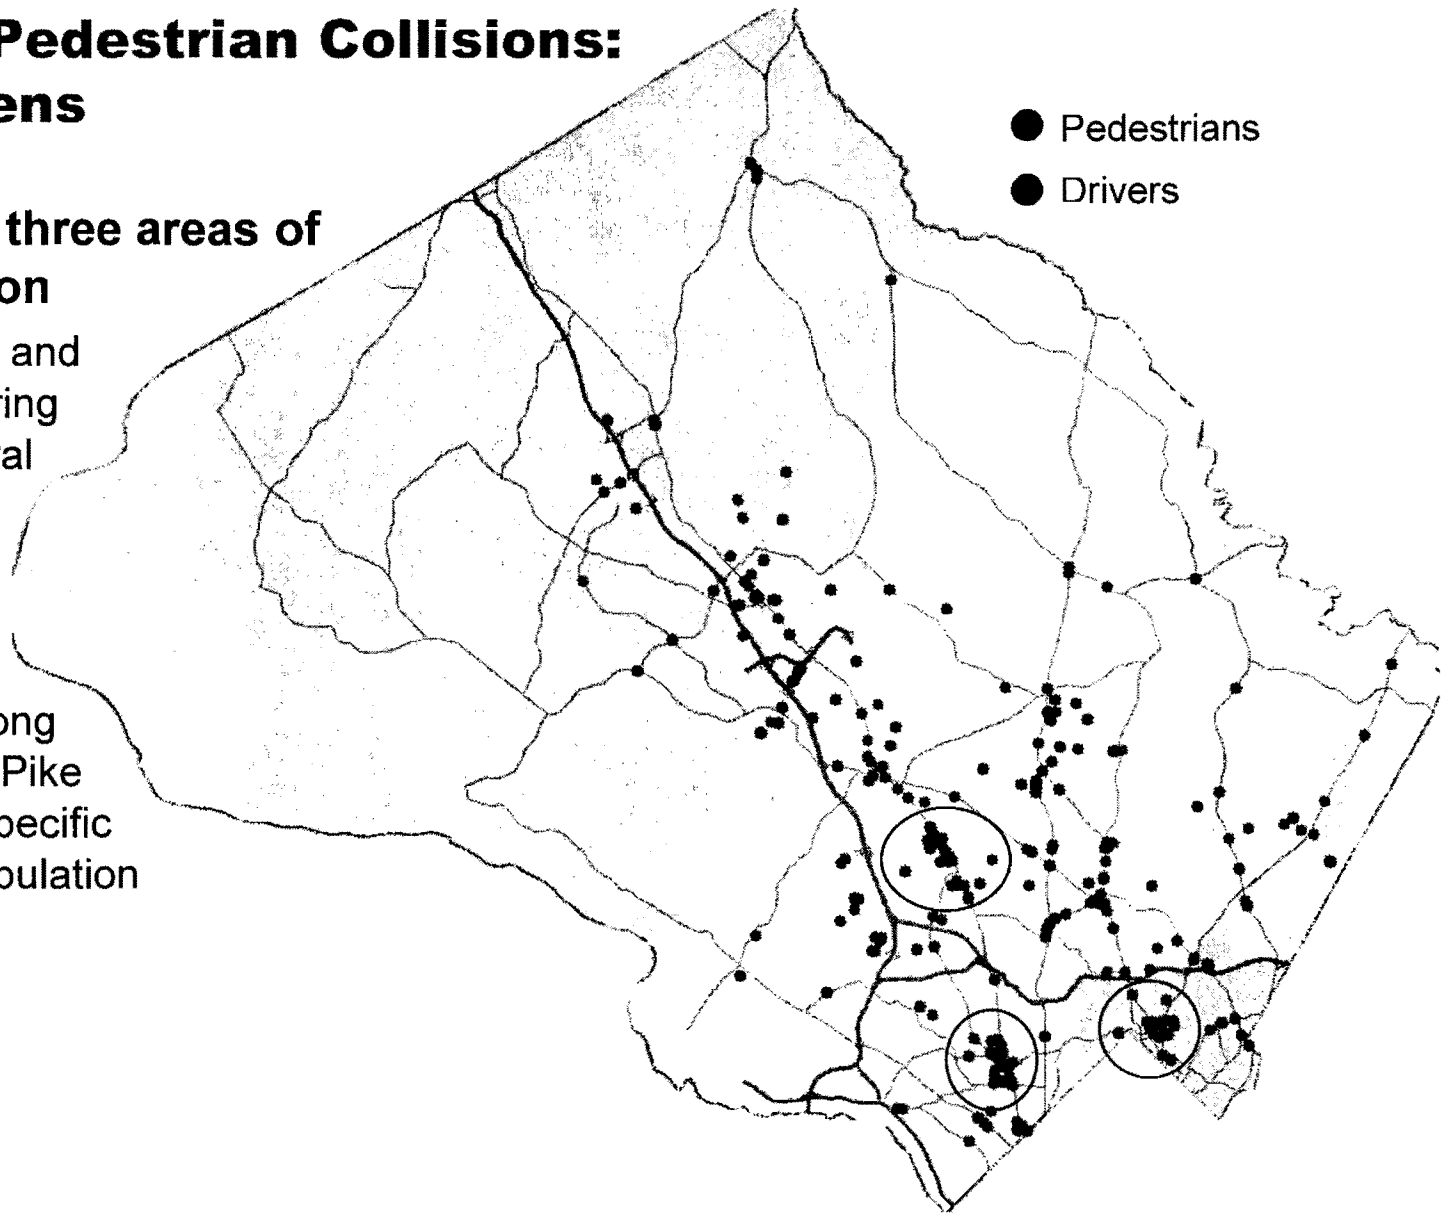 Pedestrian Collisions:
ens
three areas of
on
and
ring
al
ong
Pike
pecific
pulation
Pedestrians
Drivers